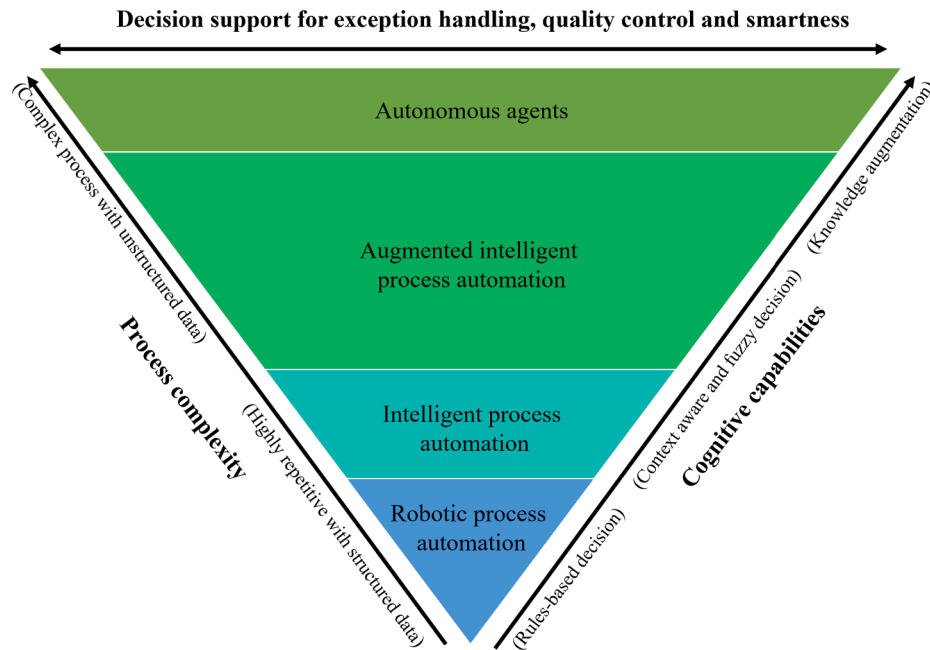 Decision support for exception handling, quality control and smartness
Autonomous agents
Augmented intelligent
process automation
Intelligent process
automation
Robotic process
automation
(Complex process with unstructured data)
Process complexity
(Highly repetitive with structured data)
(Knowledge augmentation)
(Context aware and fuzzy decision)
Cognitive capabilities
(Rules-based decision)